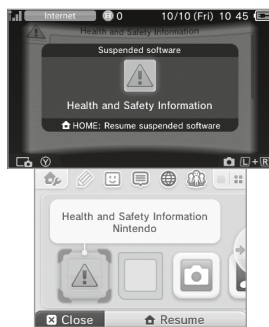 Internet 0 10/10 (Fri) 10 45
Health and Safety Information
Suspended software
Health and Safety Information
HOME: Resume suspended software
Y L+R
Health and Safety Information
Nintendo
X Close Resume